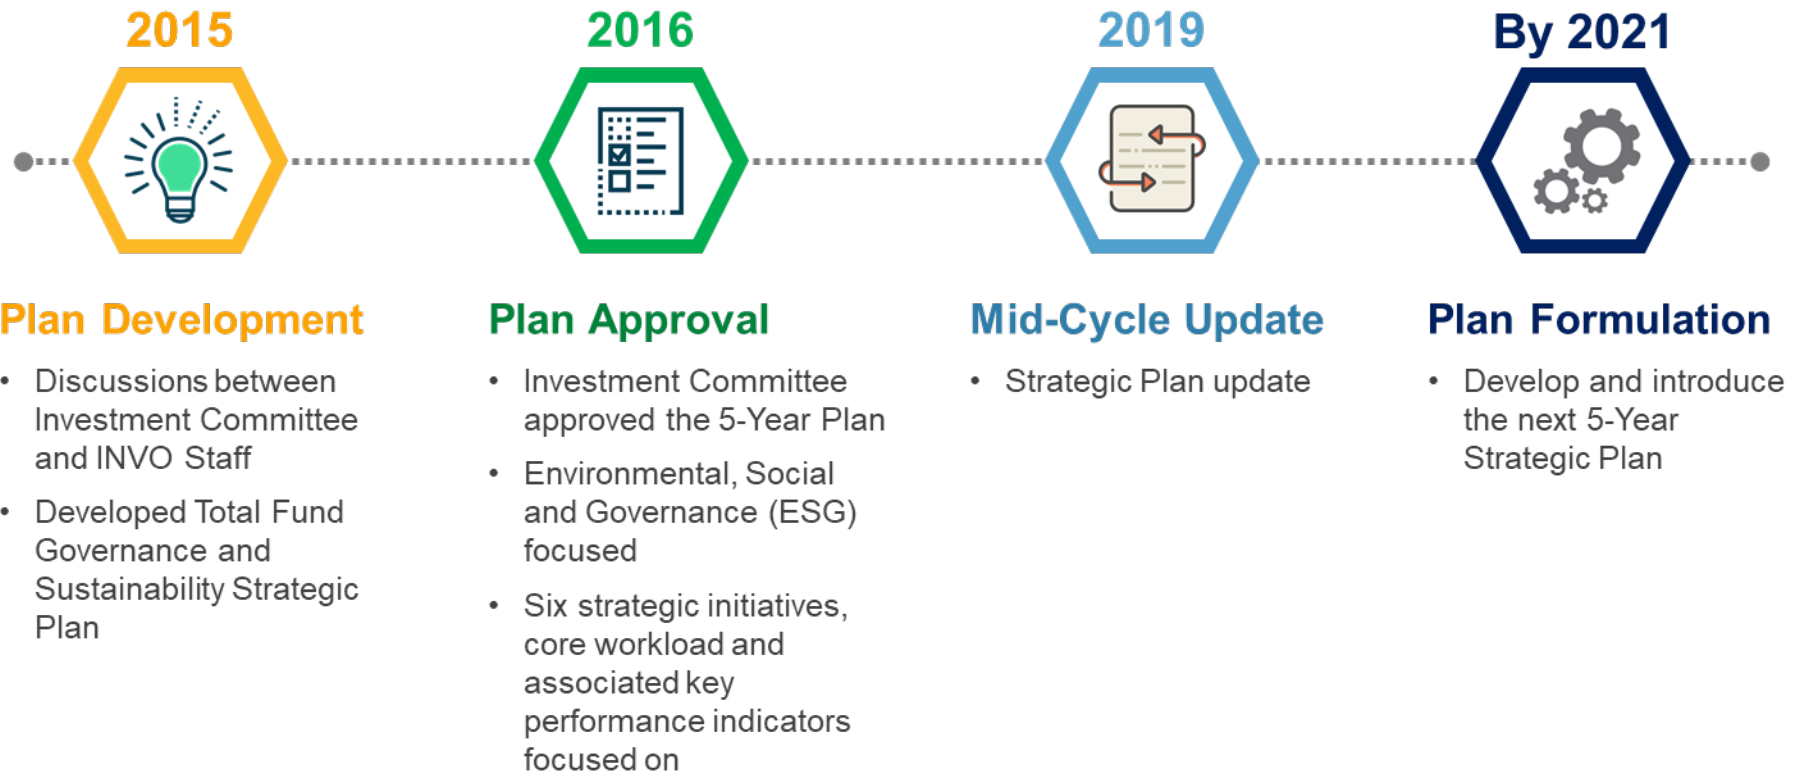 2015
Plan Development
• Discussions between
Investment Committee
and INVO Staff
• Developed Total Fund
Governance and
Sustainability Strategic
Plan
2016
Plan Approval
• Investment Committee
approved the 5-Year Plan
• Environmental, Social
and Governance (ESG)
focused
• Six strategic initiatives,
core workload and
associated key
performance indicators
focused on
2019
Mid-Cycle Update
• Strategic Plan update
By 2021
Plan Formulation
• Develop and introduce
the next 5-Year
Strategic Plan